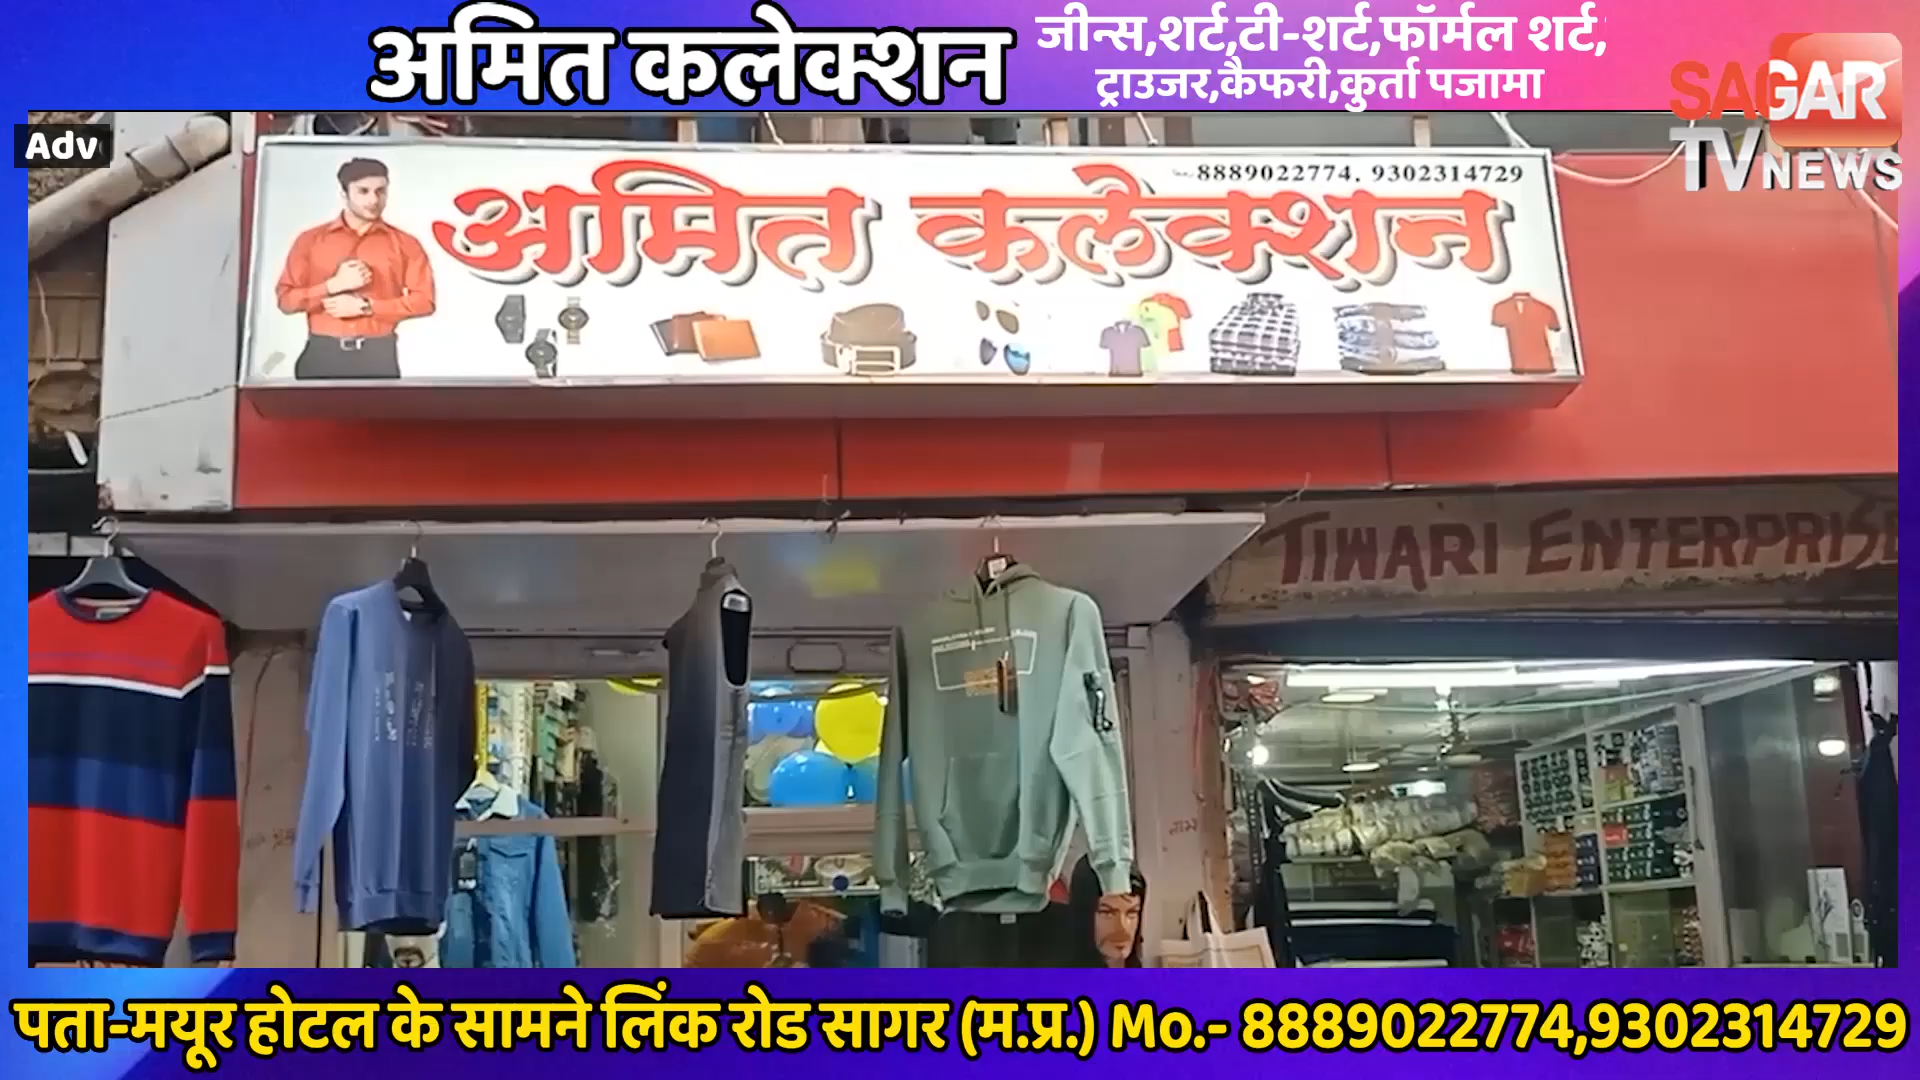 अमित कलेक्शन
जीन्स,शर्ट,टी-शर्ट,फॉर्मल शर्ट,
ट्राउजर,कैफरी,कुर्ता पजामा
SAGAR
TV NEWS
Adv
8889022774, 9302314729
अमित कलेक्शन
TIWARI ENTERPRISE
पता-मयूर होटल के सामने लिंक रोड सागर (म.प्र.) Mo.- 8889022774,9302314729